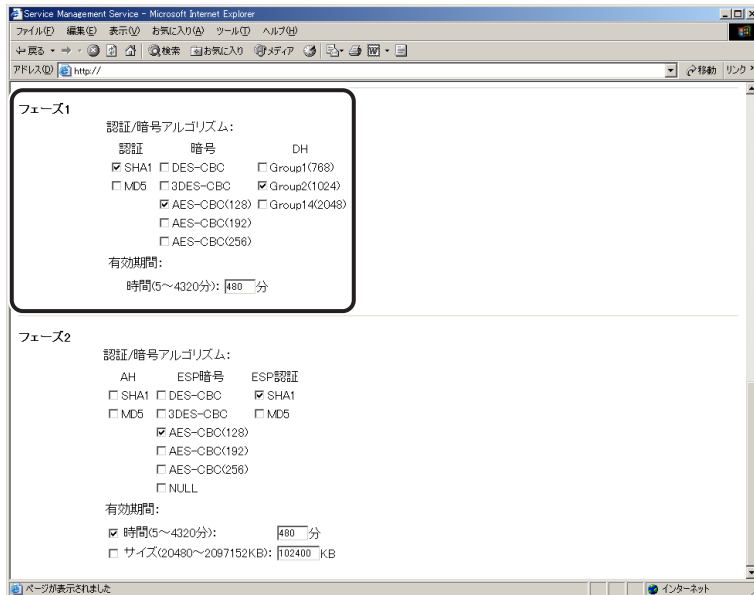 Service Management Service - Microsoft Internet Explorer
ファイル(F) 編集(E) 表示(V) お気に入り(A) ツール(T) ヘルプ(H)
戻る 検索 お気に入り メディア
アドレス(D) http:// 移動 リンク »
フェーズ1
認証/暗号アルゴリズム:
認証 暗号 DH
SHA1 DES-CBC Group1(768)
MD5 3DES-CBC Group2(1024)
AES-CBC(128) Group14(2048)
AES-CBC(192)
AES-CBC(256)
有効期間:
時間(5～4320分): 480 分
フェーズ2
認証/暗号アルゴリズム:
AH ESP暗号 ESP認証
SHA1 DES-CBC SHA1
MD5 3DES-CBC MD5
AES-CBC(128)
AES-CBC(192)
AES-CBC(256)
NULL
有効期間:
時間(5～4320分): 480 分
サイズ(20480～2097152KB): 102400 KB
ページが表示されました インターネット